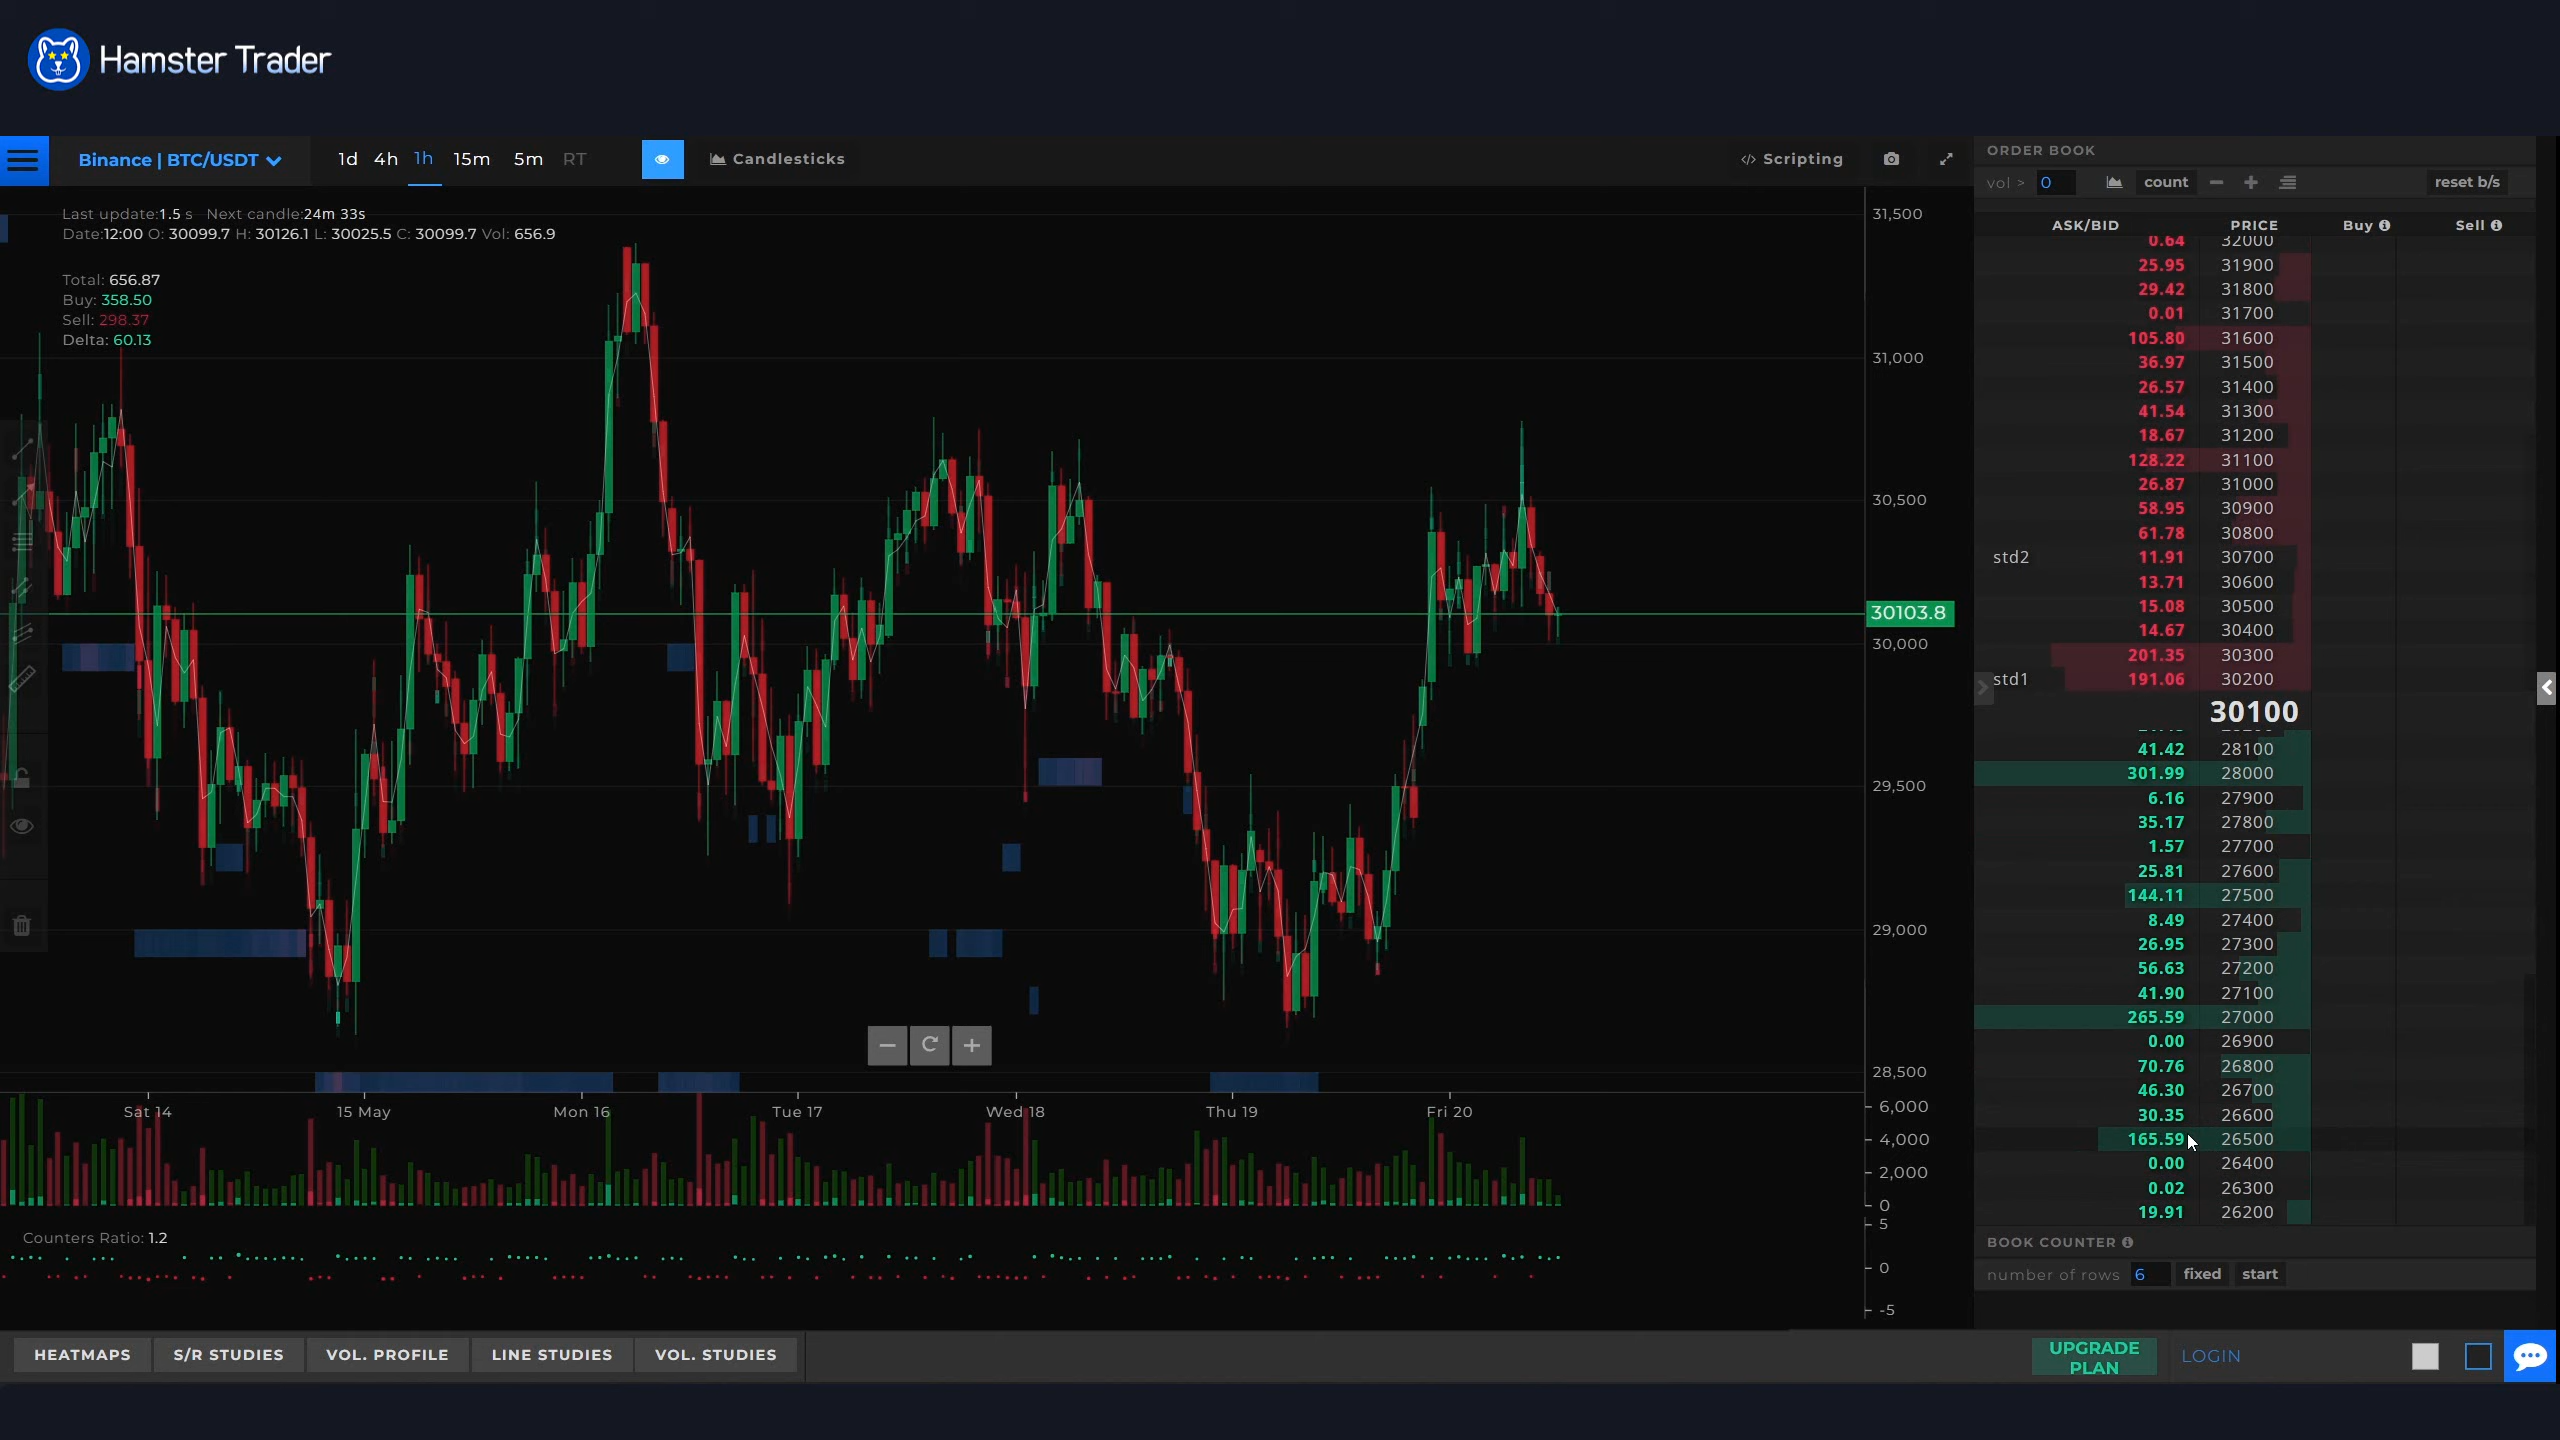 Hamster Trader
Binance | BTC/USDT 1d 4h 1h 15m 5m RT Candlesticks Scripting
Last update:1.5 s Next candle:24m 33s
Date:12:00 O: 30099.7 H: 30126.1 L: 30025.5 C: 30099.7 Vol: 656.9
Total: 656.87
Buy: 358.50
Sell: 298.37
Delta: 60.13
31,500
31,000
30,500
30103.8
30,000
29,500
29,000
28,500
Sat 14 15 May Mon 16 Tue 17 Wed 18 Thu 19 Fri 20
6,000
4,000
2,000
0
5
Counters Ratio: 1.2
0
-5
ORDER BOOK
vol > 0 count reset b/s
ASK/BID PRICE Buy Sell
0.64 32000
25.95 31900
29.42 31800
0.01 31700
105.80 31600
36.97 31500
26.57 31400
41.54 31300
18.67 31200
128.22 31100
26.87 31000
58.95 30900
61.78 30800
std2 11.91 30700
13.71 30600
15.08 30500
14.67 30400
201.35 30300
std1 191.06 30200
30100
41.42 28100
301.99 28000
6.16 27900
35.17 27800
1.57 27700
25.81 27600
144.11 27500
8.49 27400
26.95 27300
56.63 27200
41.90 27100
265.59 27000
0.00 26900
70.76 26800
46.30 26700
30.35 26600
165.59 26500
0.00 26400
0.02 26300
19.91 26200
BOOK COUNTER
number of rows 6 fixed start
HEATMAPS S/R STUDIES VOL. PROFILE LINE STUDIES VOL. STUDIES
UPGRADE
PLAN
LOGIN